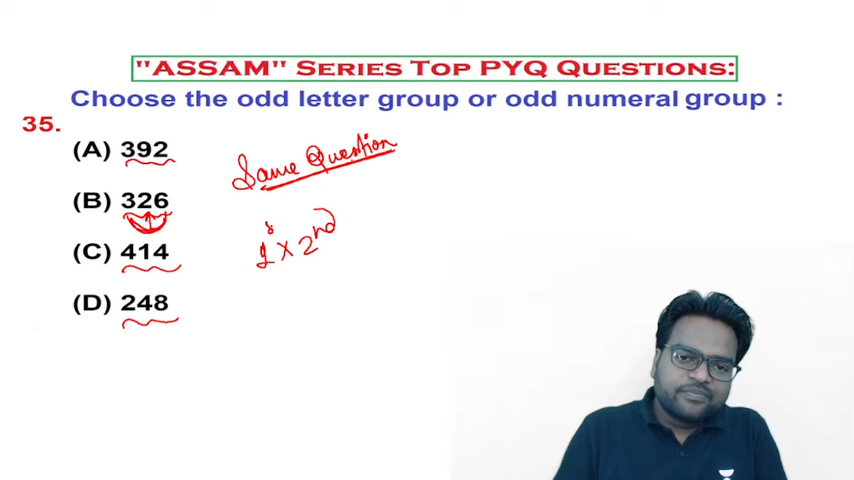 "ASSAM" SERIES TOP PYQ QUESTIONS:
Choose the odd letter group or odd numeral group :
35.
(A) 392
Same Question
(B) 326
1s × 2nd
(C) 414
(D) 248